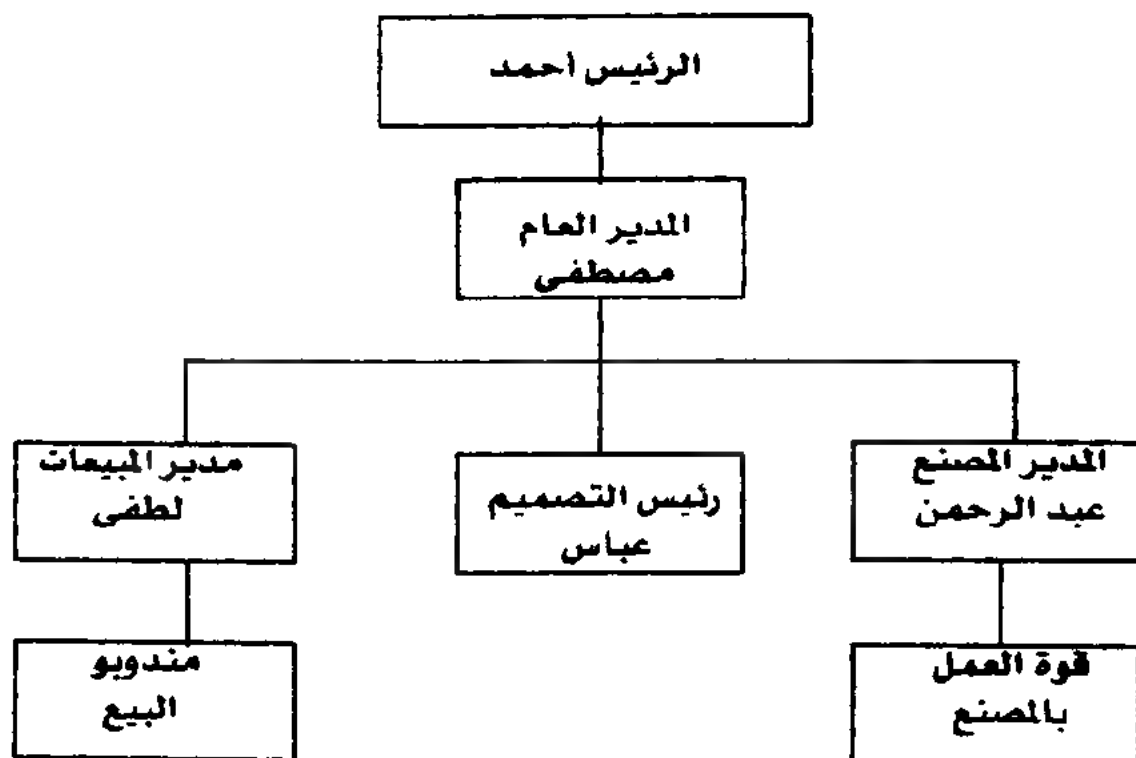 الرئيس احمد
المدير العام
مصطفى
المدير المصنع
عبد الرحمن
رئيس التصميم
عباس
مدير المبيعات
لطفى
قوة العمل
بالمصنع
مندوبو
البيع